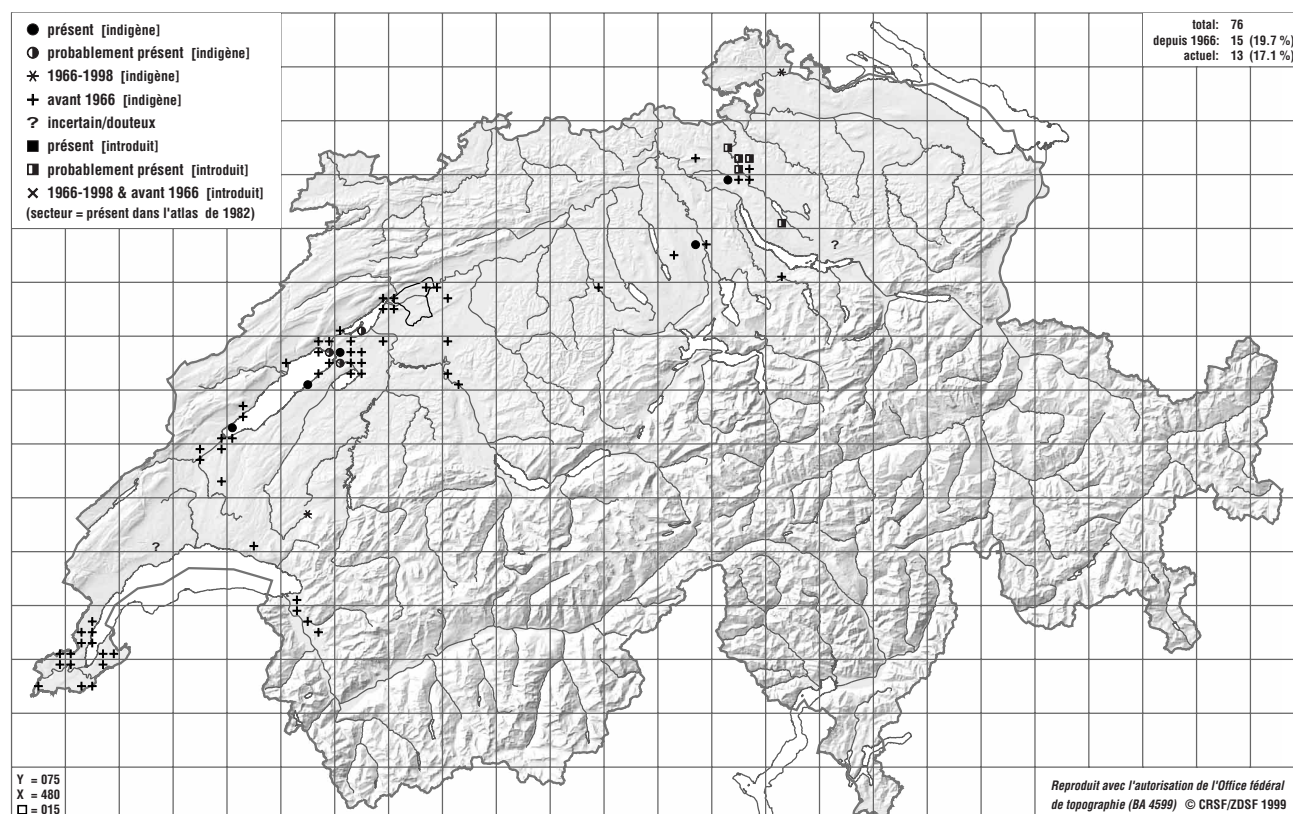 présent [indigène]
probablement présent [indigène]
1966-1998 [indigène]
avant 1966 [indigène]
? incertain/douteux
présent [introduit]
probablement présent [introduit]
1966-1998 & avant 1966 [introduit]
(secteur = présent dans l'atlas de 1982)
total: 76
depuis 1966: 15 (19.7 %)
actuel: 13 (17.1 %)
?
?
Y = 075
X = 480
= 015
Reproduit avec l'autorisation de l'Office fédéral
de topographie (BA 4599) © CRSF/ZDSF 1999